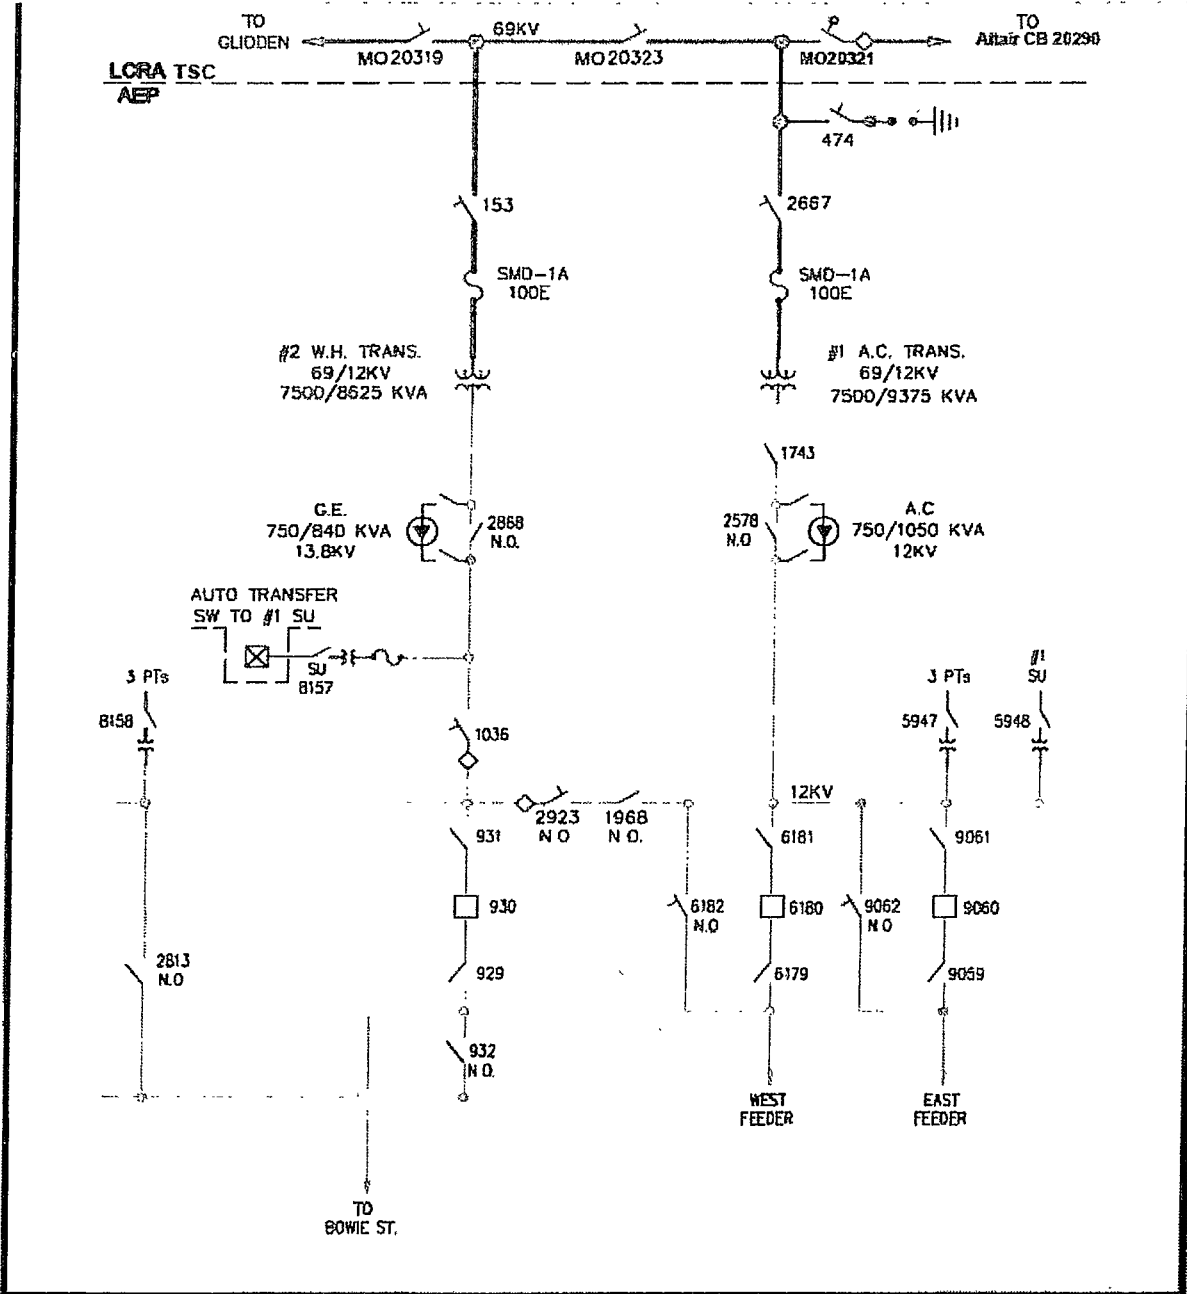 TO
GLIDDEN
69KV
TO
Altair CB 20290
MO20319
MO20323
MO20321
LCRA TSC
AEP
474
153
2667
SMD-1A
100E
SMD-1A
100E
#2 W.H. TRANS.
69/12KV
7500/8625 KVA
#1 A.C. TRANS.
69/12KV
7500/9375 KVA
1743
G.E.
750/840 KVA
13.8KV
2868
N.O.
2578
N.O
A.C
750/1050 KVA
12KV
AUTO TRANSFER
SW TO #1 SU
SU
8157
3 PTs
8158
3 PTs
5947
#1
SU
5948
1036
12KV
2923
N O
1968
N O.
931
6181
9061
930
6182
N.O
6180
9062
N O
9060
2813
N.O
929
6179
9059
932
N O.
WEST
FEEDER
EAST
FEEDER
TO
BOWIE ST.